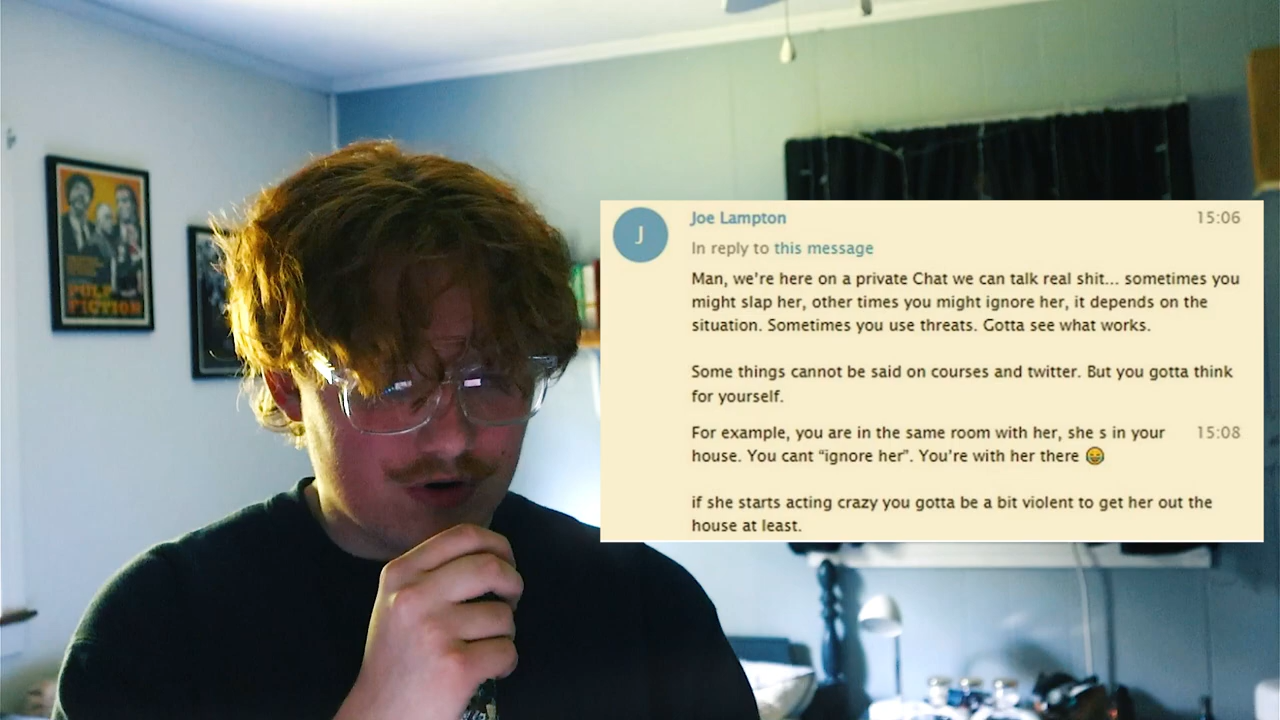 PULP
FICTION
J
Joe Lampton
15:06
In reply to this message
Man, we're here on a private Chat we can talk real shit... sometimes you
might slap her, other times you might ignore her, it depends on the
situation. Sometimes you use threats. Gotta see what works.
Some things cannot be said on courses and twitter. But you gotta think
for yourself.
For example, you are in the same room with her, she s in your
15:08
house. You cant “ignore her”. You're with her there 😂
if she starts acting crazy you gotta be a bit violent to get her out the
house at least.